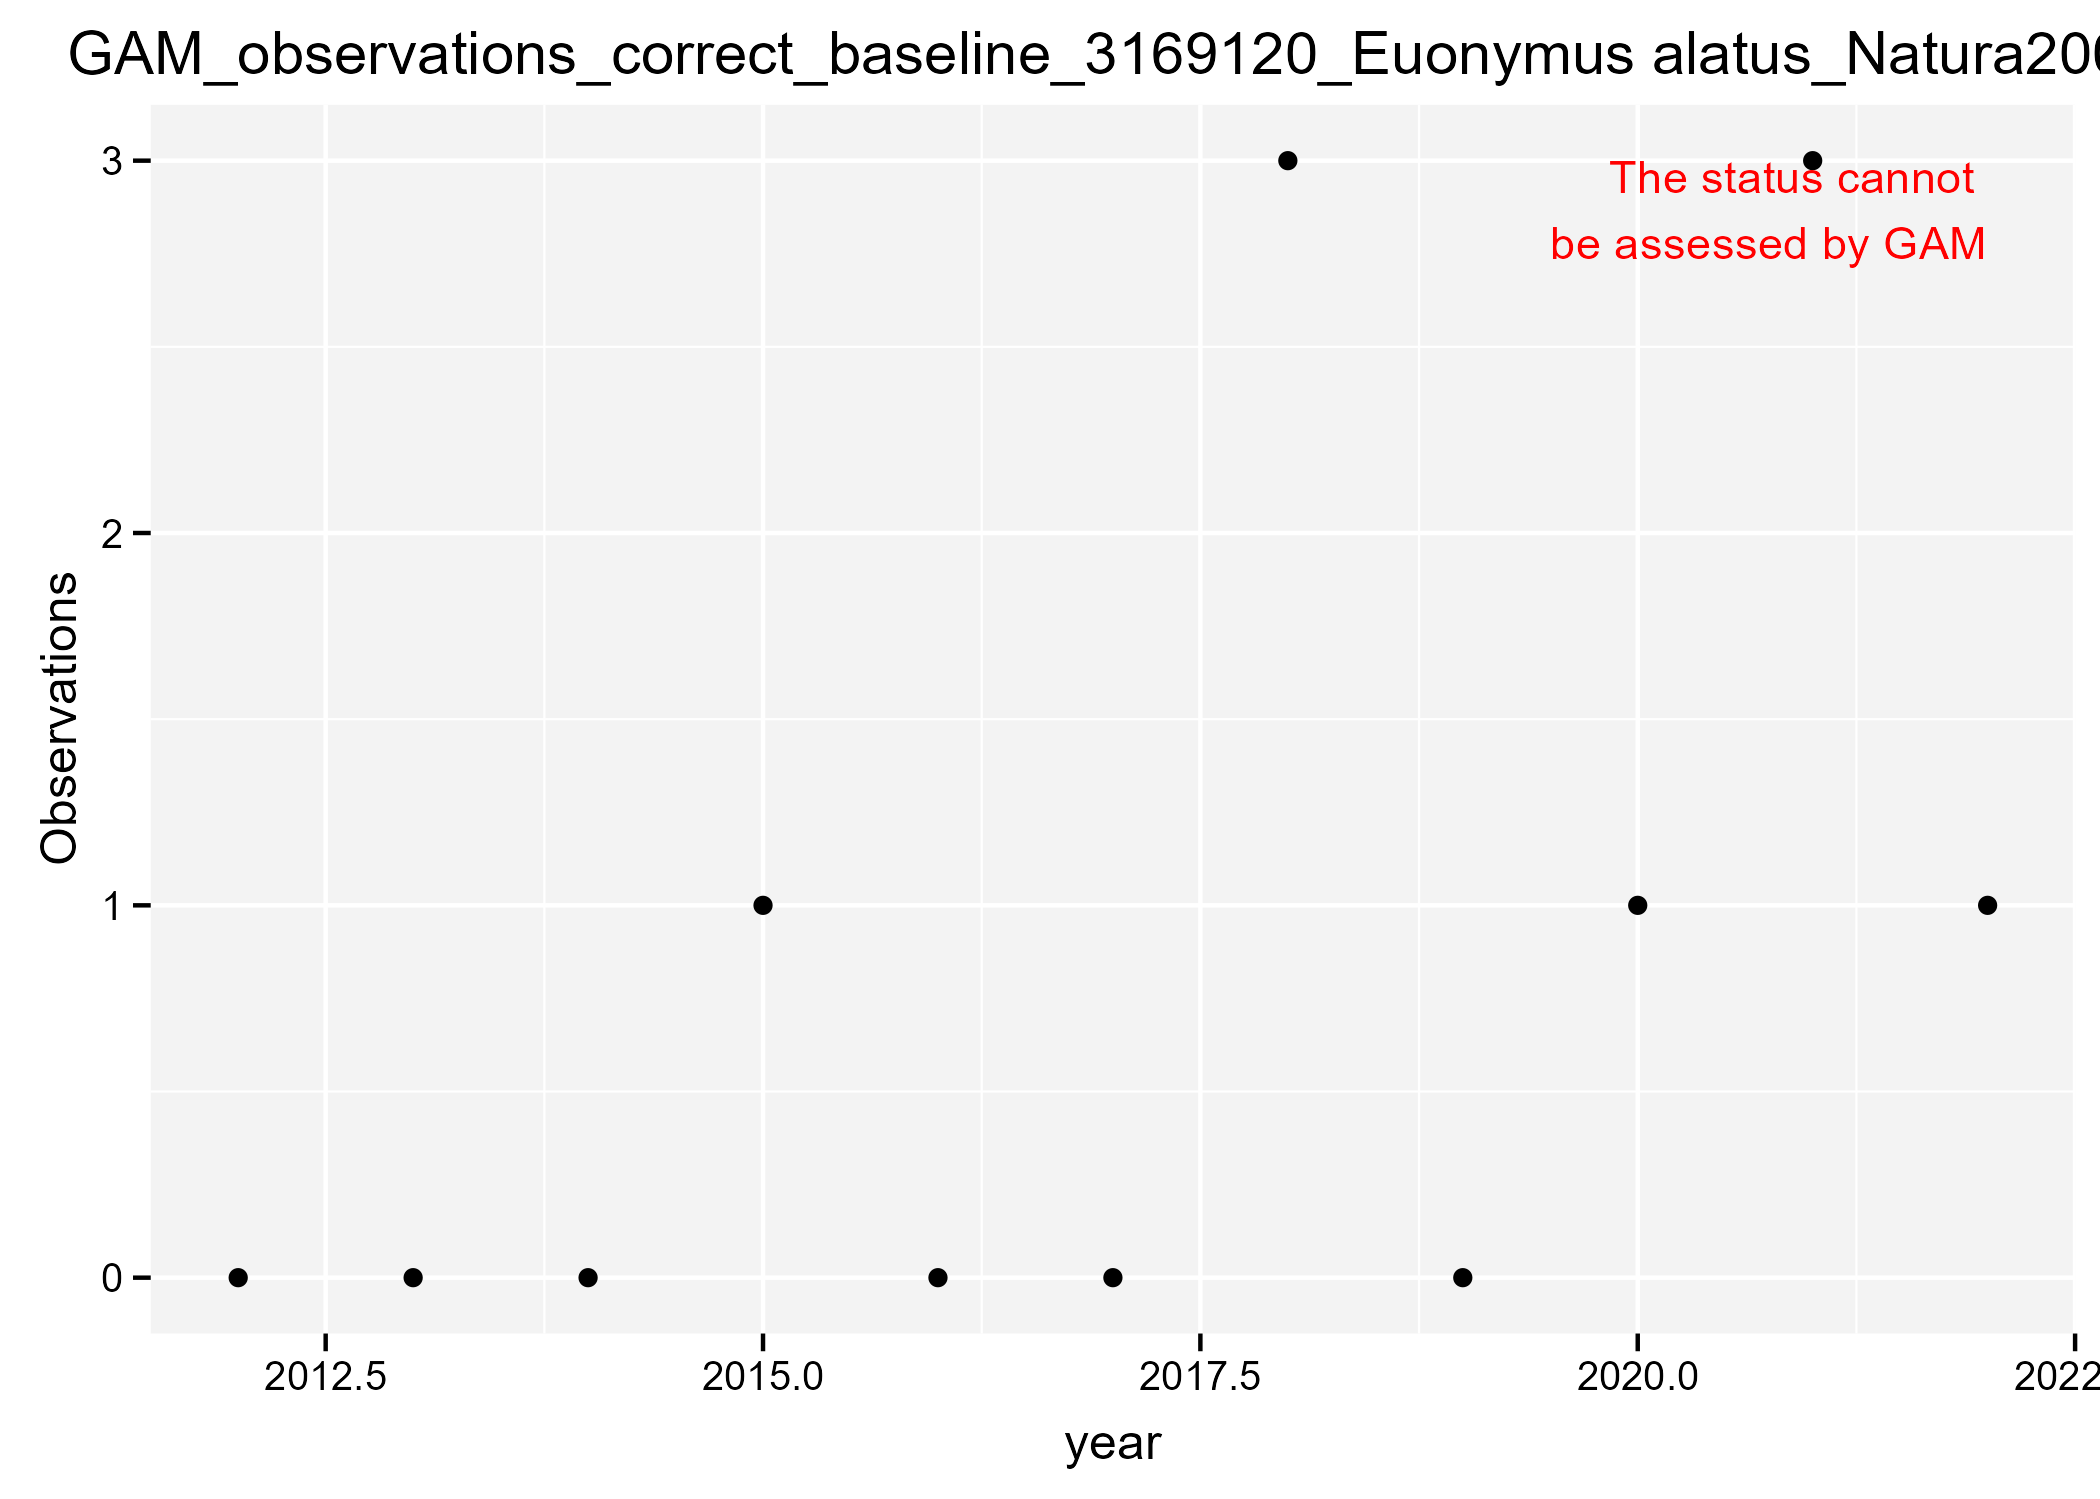 GAM_observations_correct_baseline_3169120_Euonymus alatus_Natura200
3
The status cannot
be assessed by GAM
2
Observations
1
0
2012.5
2015.0
2017.5
2020.0
2022
year